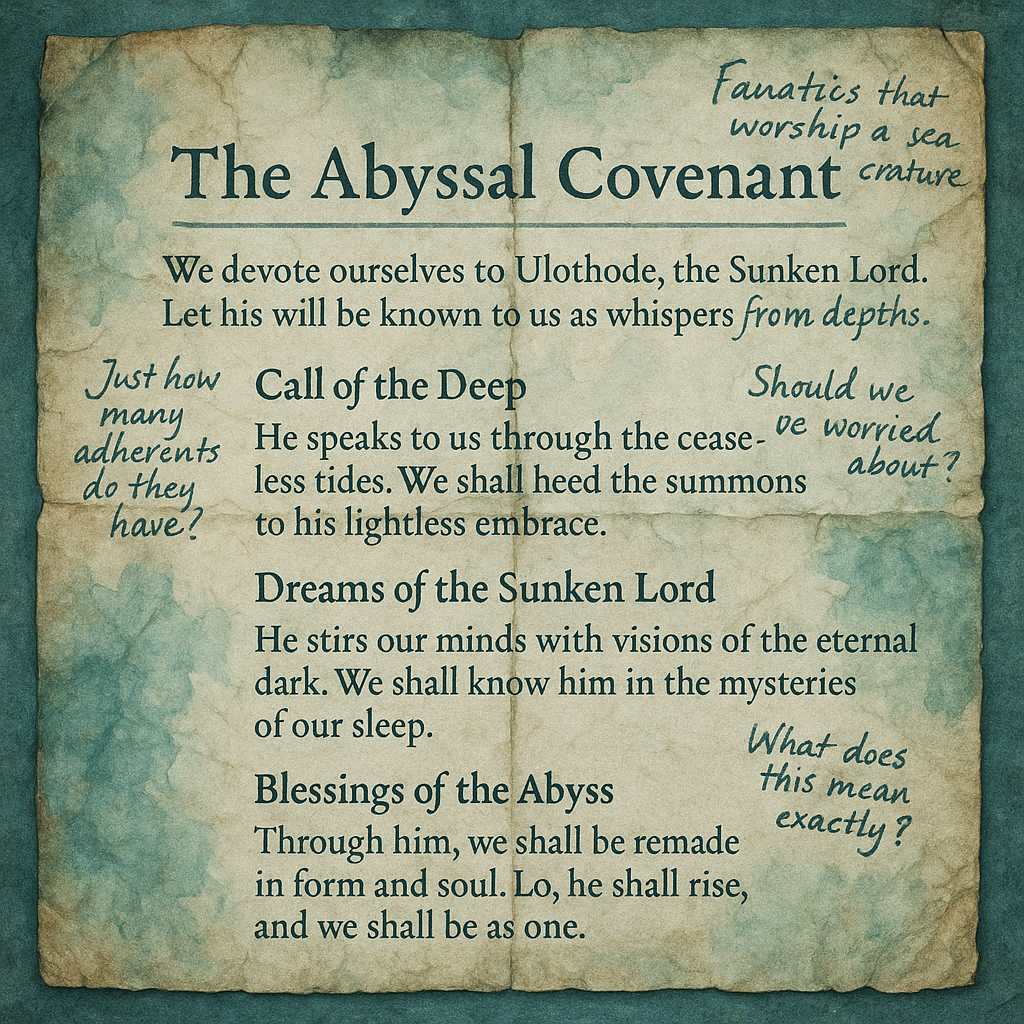 Fanatics that
worship a sea
crature
The Abyssal Covenant
We devote ourselves to Ulothode, the Sunken Lord.
Let his will be known to us as whispers from depths.
Just how
many
adherents
do they
have?
Call of the Deep
He speaks to us through the cease-
less tides. We shall heed the summons
to his lightless embrace.
Should we
be worried
about?
Dreams of the Sunken Lord
He stirs our minds with visions of the eternal
dark. We shall know him in the mysteries
of our sleep.
What does
this mean
exactly?
Blessings of the Abyss
Through him, we shall be remade
in form and soul. Lo, he shall rise,
and we shall be as one.